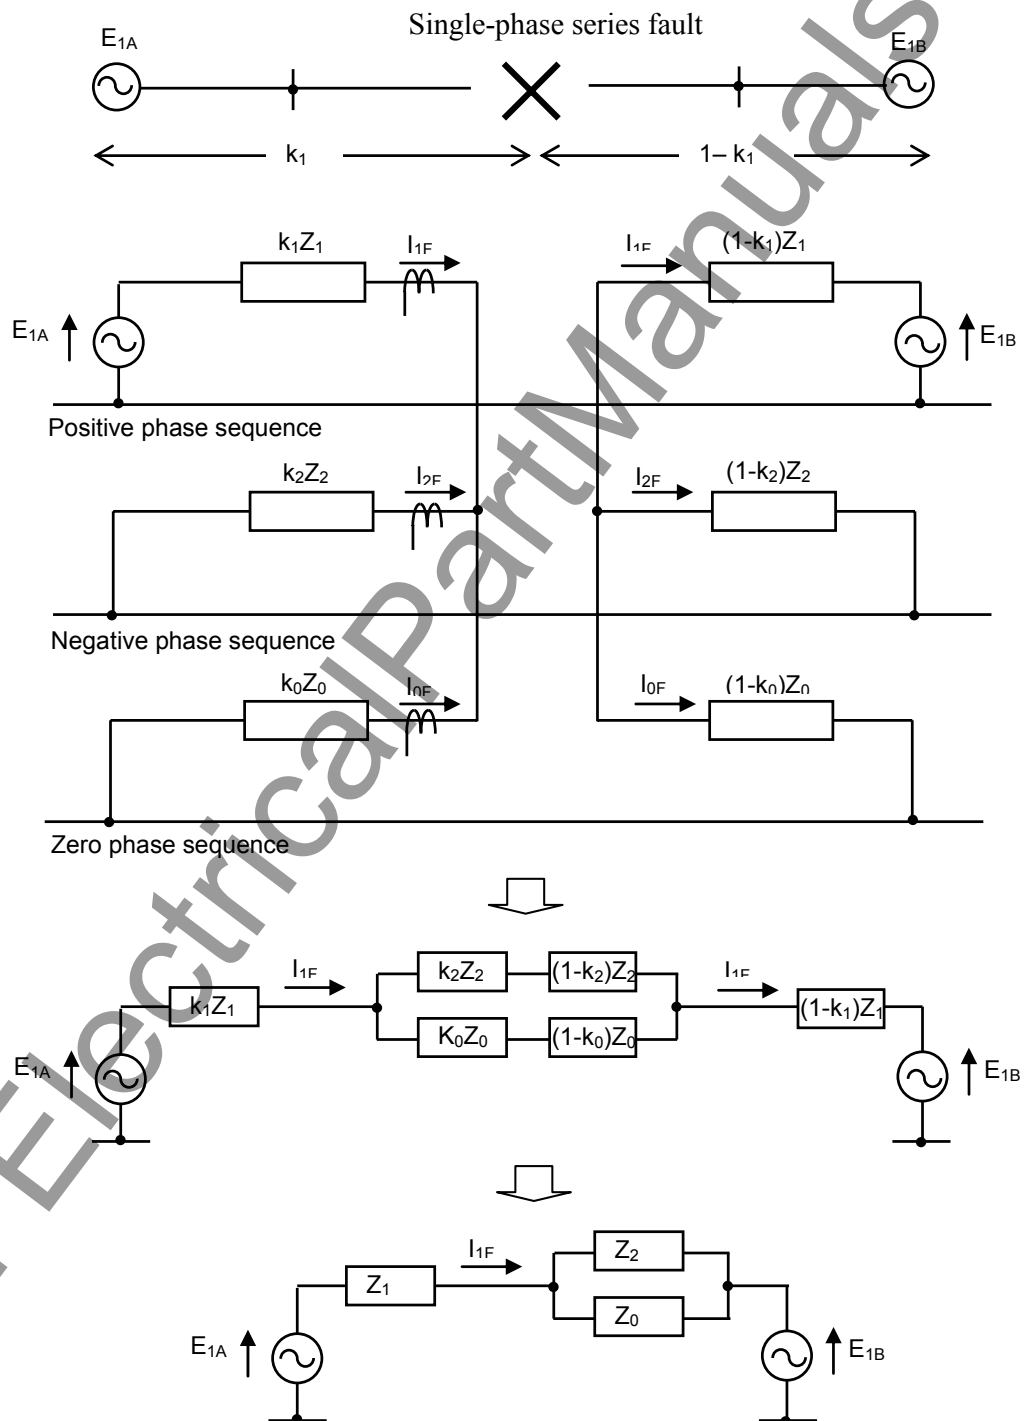 Single-phase series fault
E1A
E1B
k1
1– k1
k1Z1
I1F
I1F
(1-k1)Z1
E1A
E1B
Positive phase sequence
k2Z2
I2F
I2F
(1-k2)Z2
Negative phase sequence
k0Z0
I0F
I0F
(1-k0)Z0
Zero phase sequence
I1F
k2Z2
(1-k2)Z2
I1F
k1Z1
K0Z0
(1-k0)Z0
(1-k1)Z1
E1A
E1B
I1F
Z2
Z1
Z0
E1A
E1B
ElectricalPartManuals